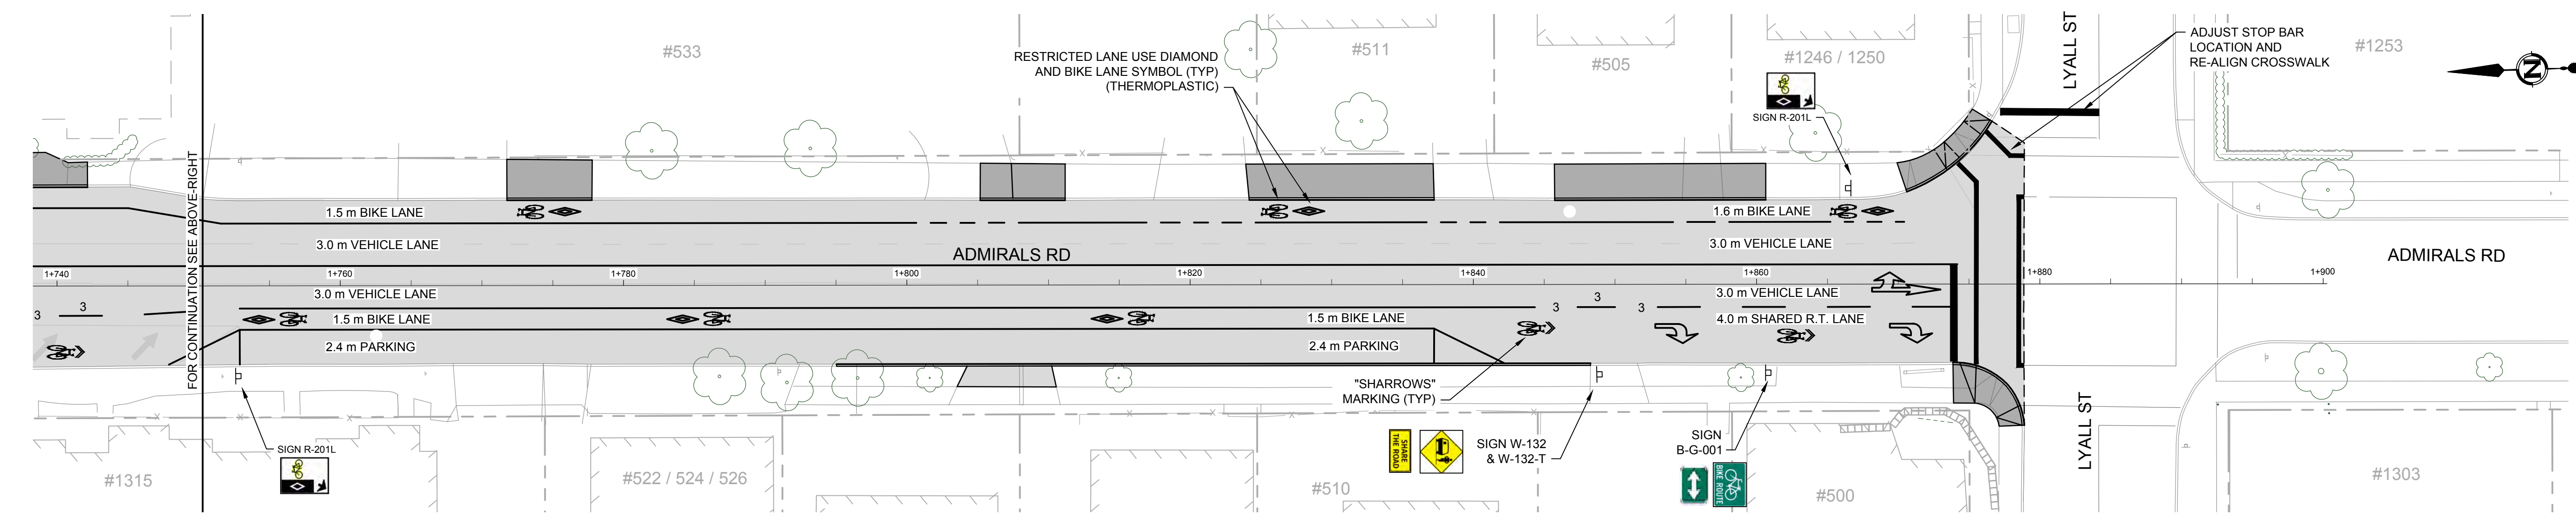 #533
RESTRICTED LANE USE DIAMOND
AND BIKE LANE SYMBOL (TYP)
(THERMOPLASTIC)
#511
#505
#1246 / 1250
SIGN R-201L
LYALL ST
ADJUST STOP BAR
LOCATION AND
RE-ALIGN CROSSWALK
#1253
N
FOR CONTINUATION SEE ABOVE-RIGHT
1.5 m BIKE LANE
1.6 m BIKE LANE
3.0 m VEHICLE LANE
3.0 m VEHICLE LANE
ADMIRALS RD
ADMIRALS RD
1+740
1+760
1+780
1+800
1+820
1+840
1+860
1+880
1+900
3.0 m VEHICLE LANE
3.0 m VEHICLE LANE
3
3
3
3
3
1.5 m BIKE LANE
1.5 m BIKE LANE
4.0 m SHARED R.T. LANE
2.4 m PARKING
2.4 m PARKING
"SHARROWS"
MARKING (TYP)
SIGN R-201L
SHARE
THE ROAD
SIGN W-132
& W-132-T
SIGN
B-G-001
BIKE ROUTE
LYALL ST
#1315
#522 / 524 / 526
#510
#500
#1303